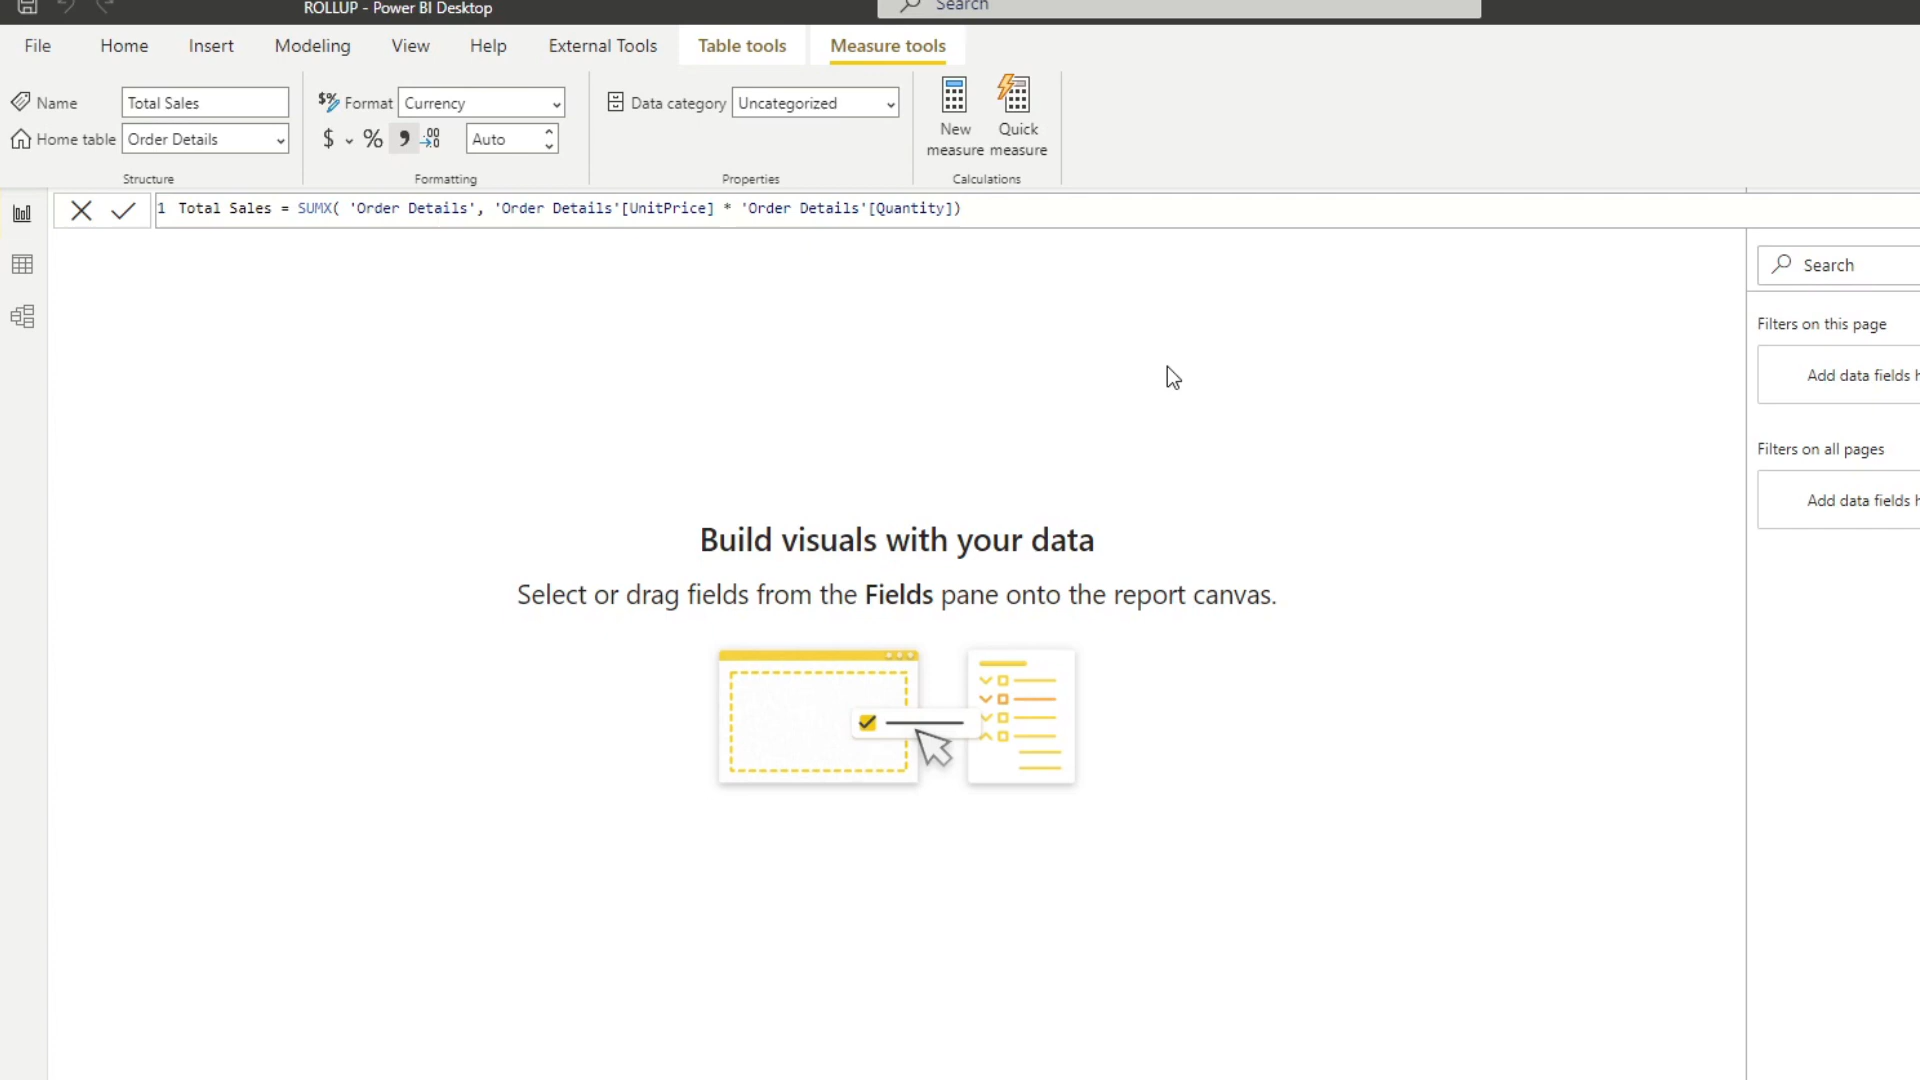 ROLLUP - Power BI Desktop
Search
File Home Insert Modeling View Help External Tools Table tools Measure tools
Name Total Sales
Home table Order Details
Structure
$% Format Currency
$ % 9 .00 →.0 Auto
Formatting
Data category Uncategorized
Properties
New measure
Quick measure
Calculations
1 Total Sales = SUMX( 'Order Details', 'Order Details'[UnitPrice] * 'Order Details'[Quantity])
Build visuals with your data
Select or drag fields from the Fields pane onto the report canvas.
Search
Filters on this page
Add data fields h
Filters on all pages
Add data fields h